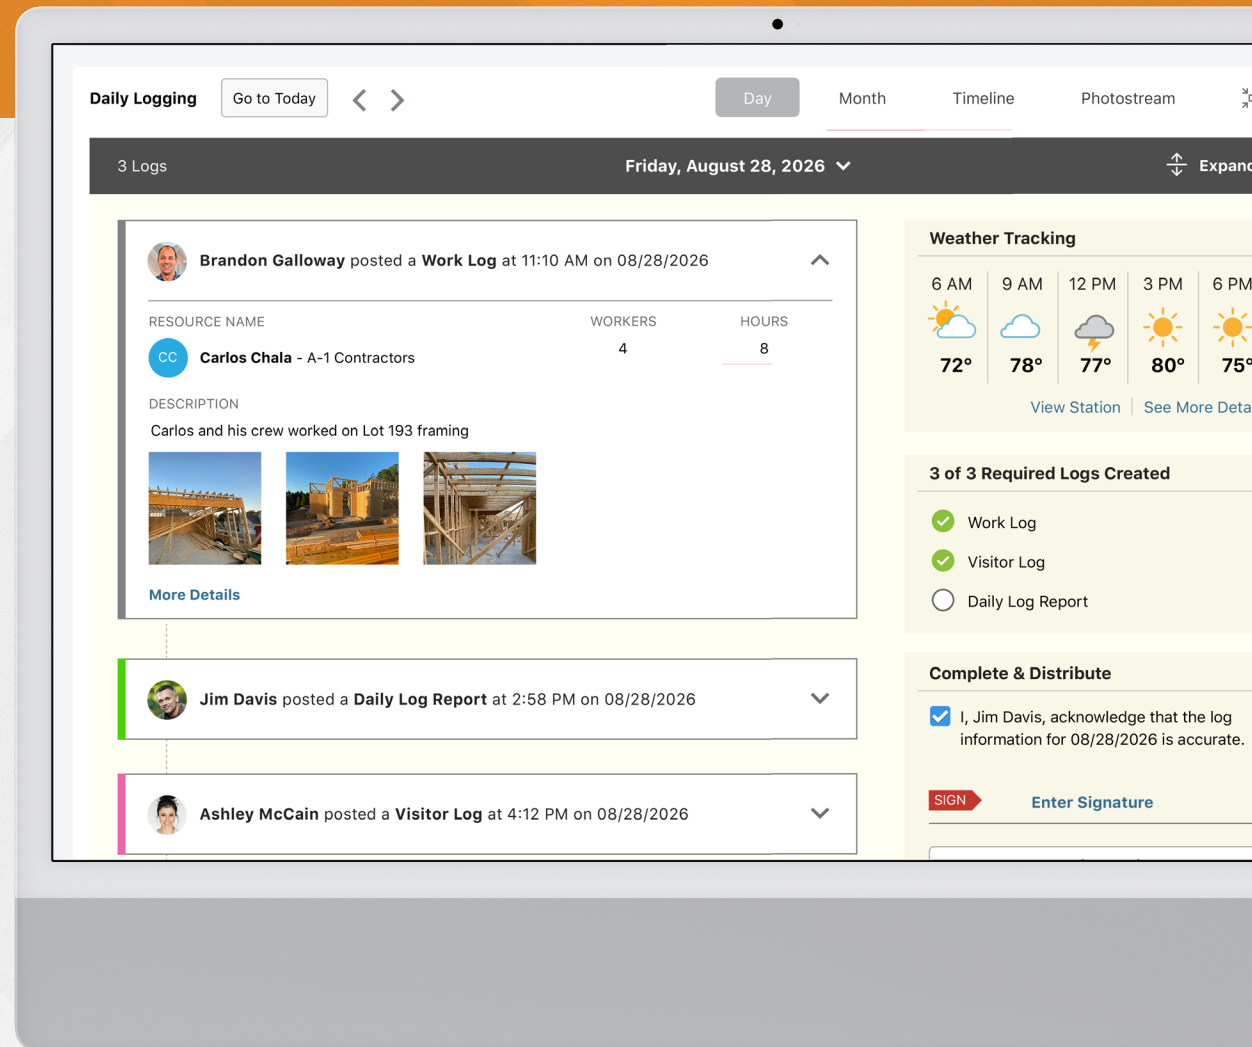 Daily Logging
Go to Today
Day
Month
Timeline
Photostream
3 Logs
Friday, August 28, 2026
Brandon Galloway posted a Work Log at 11:10 AM on 08/28/2026
RESOURCE NAME
WORKERS
HOURS
CC
Carlos Chala - A-1 Contractors
4
8
DESCRIPTION
Carlos and his crew worked on Lot 193 framing
More Details
Jim Davis posted a Daily Log Report at 2:58 PM on 08/28/2026
Ashley McCain posted a Visitor Log at 4:12 PM on 08/28/2026
Expand
Weather Tracking
6 AM 9 AM 12 PM 3 PM 6 PM
72° 78° 77° 80° 75°
View Station
See More Deta
3 of 3 Required Logs Created
Work Log
Visitor Log
Daily Log Report
Complete & Distribute
I, Jim Davis, acknowledge that the log
information for 08/28/2026 is accurate.
SIGN
Enter Signature